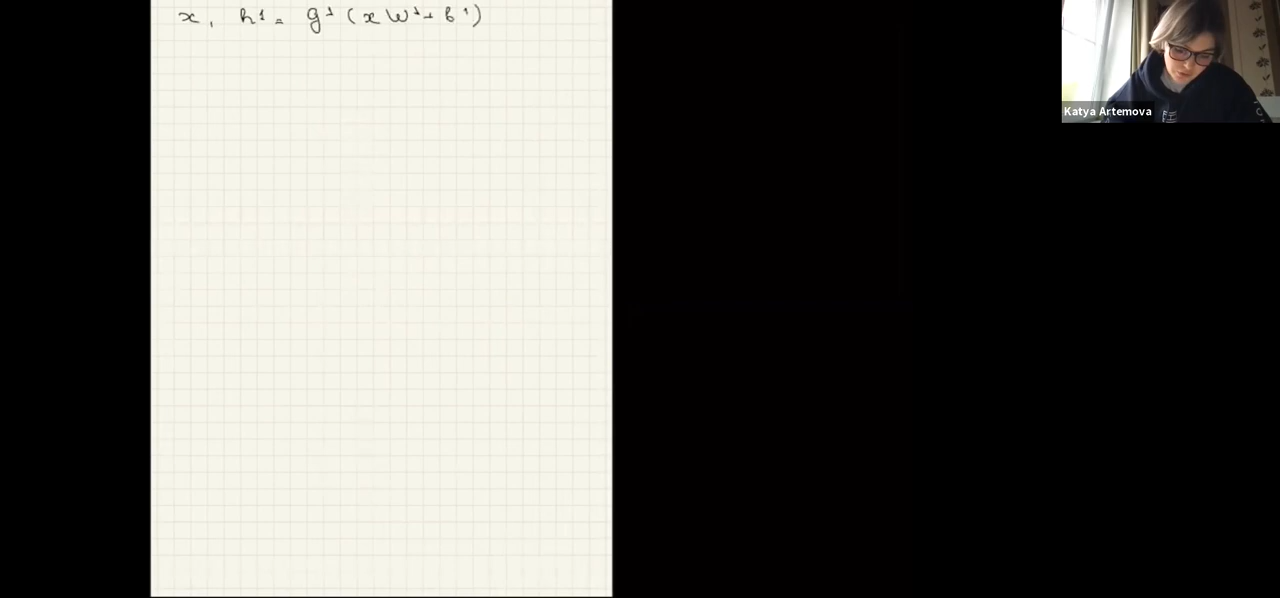 x, h¹ = g¹ (x W¹ + b¹)
Katya Artemova